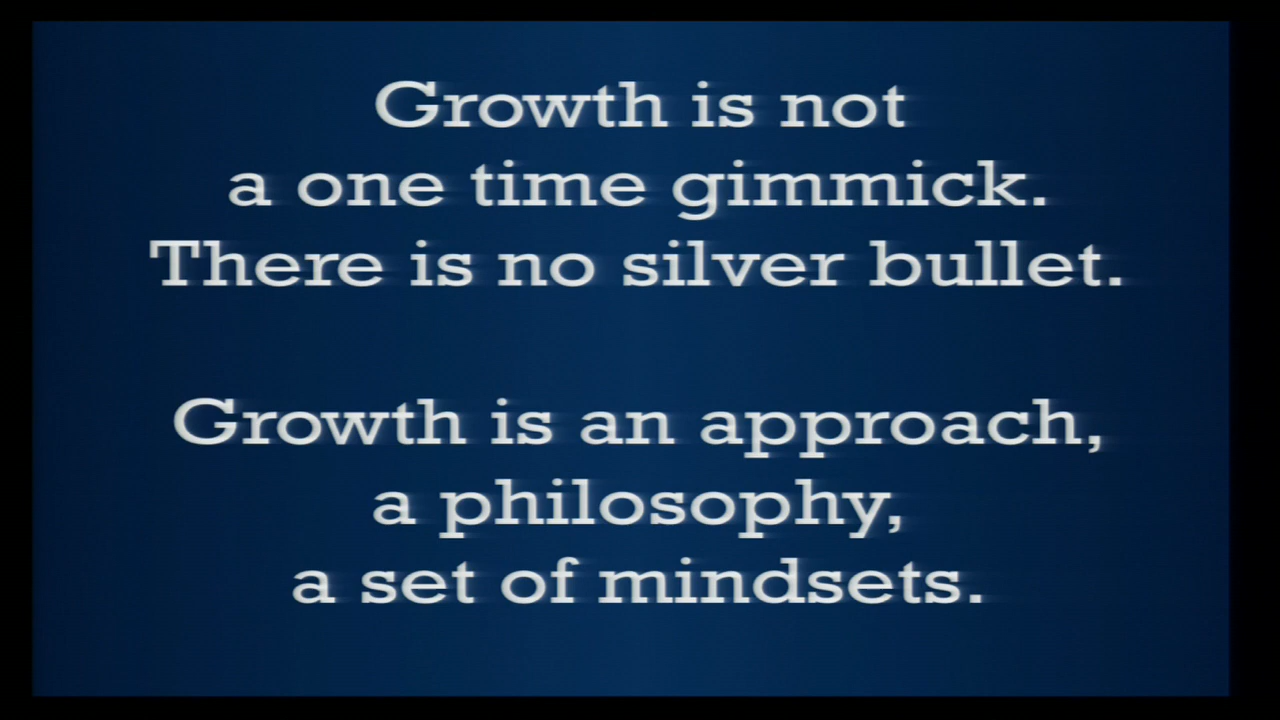 Growth is not
a one time gimmick.
There is no silver bullet.
Growth is an approach,
a philosophy,
a set of mindsets.